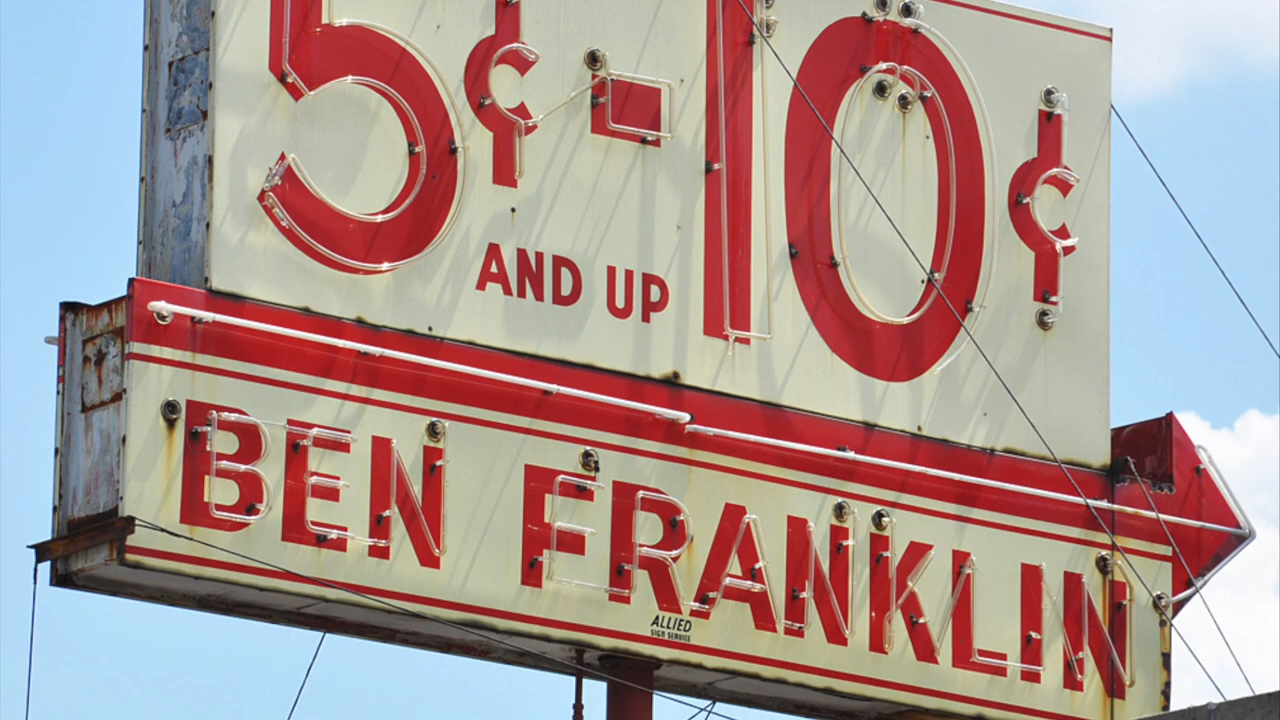 5¢-10¢
AND UP
BEN FRANKLIN
ALLIED
SIGN SERVICE